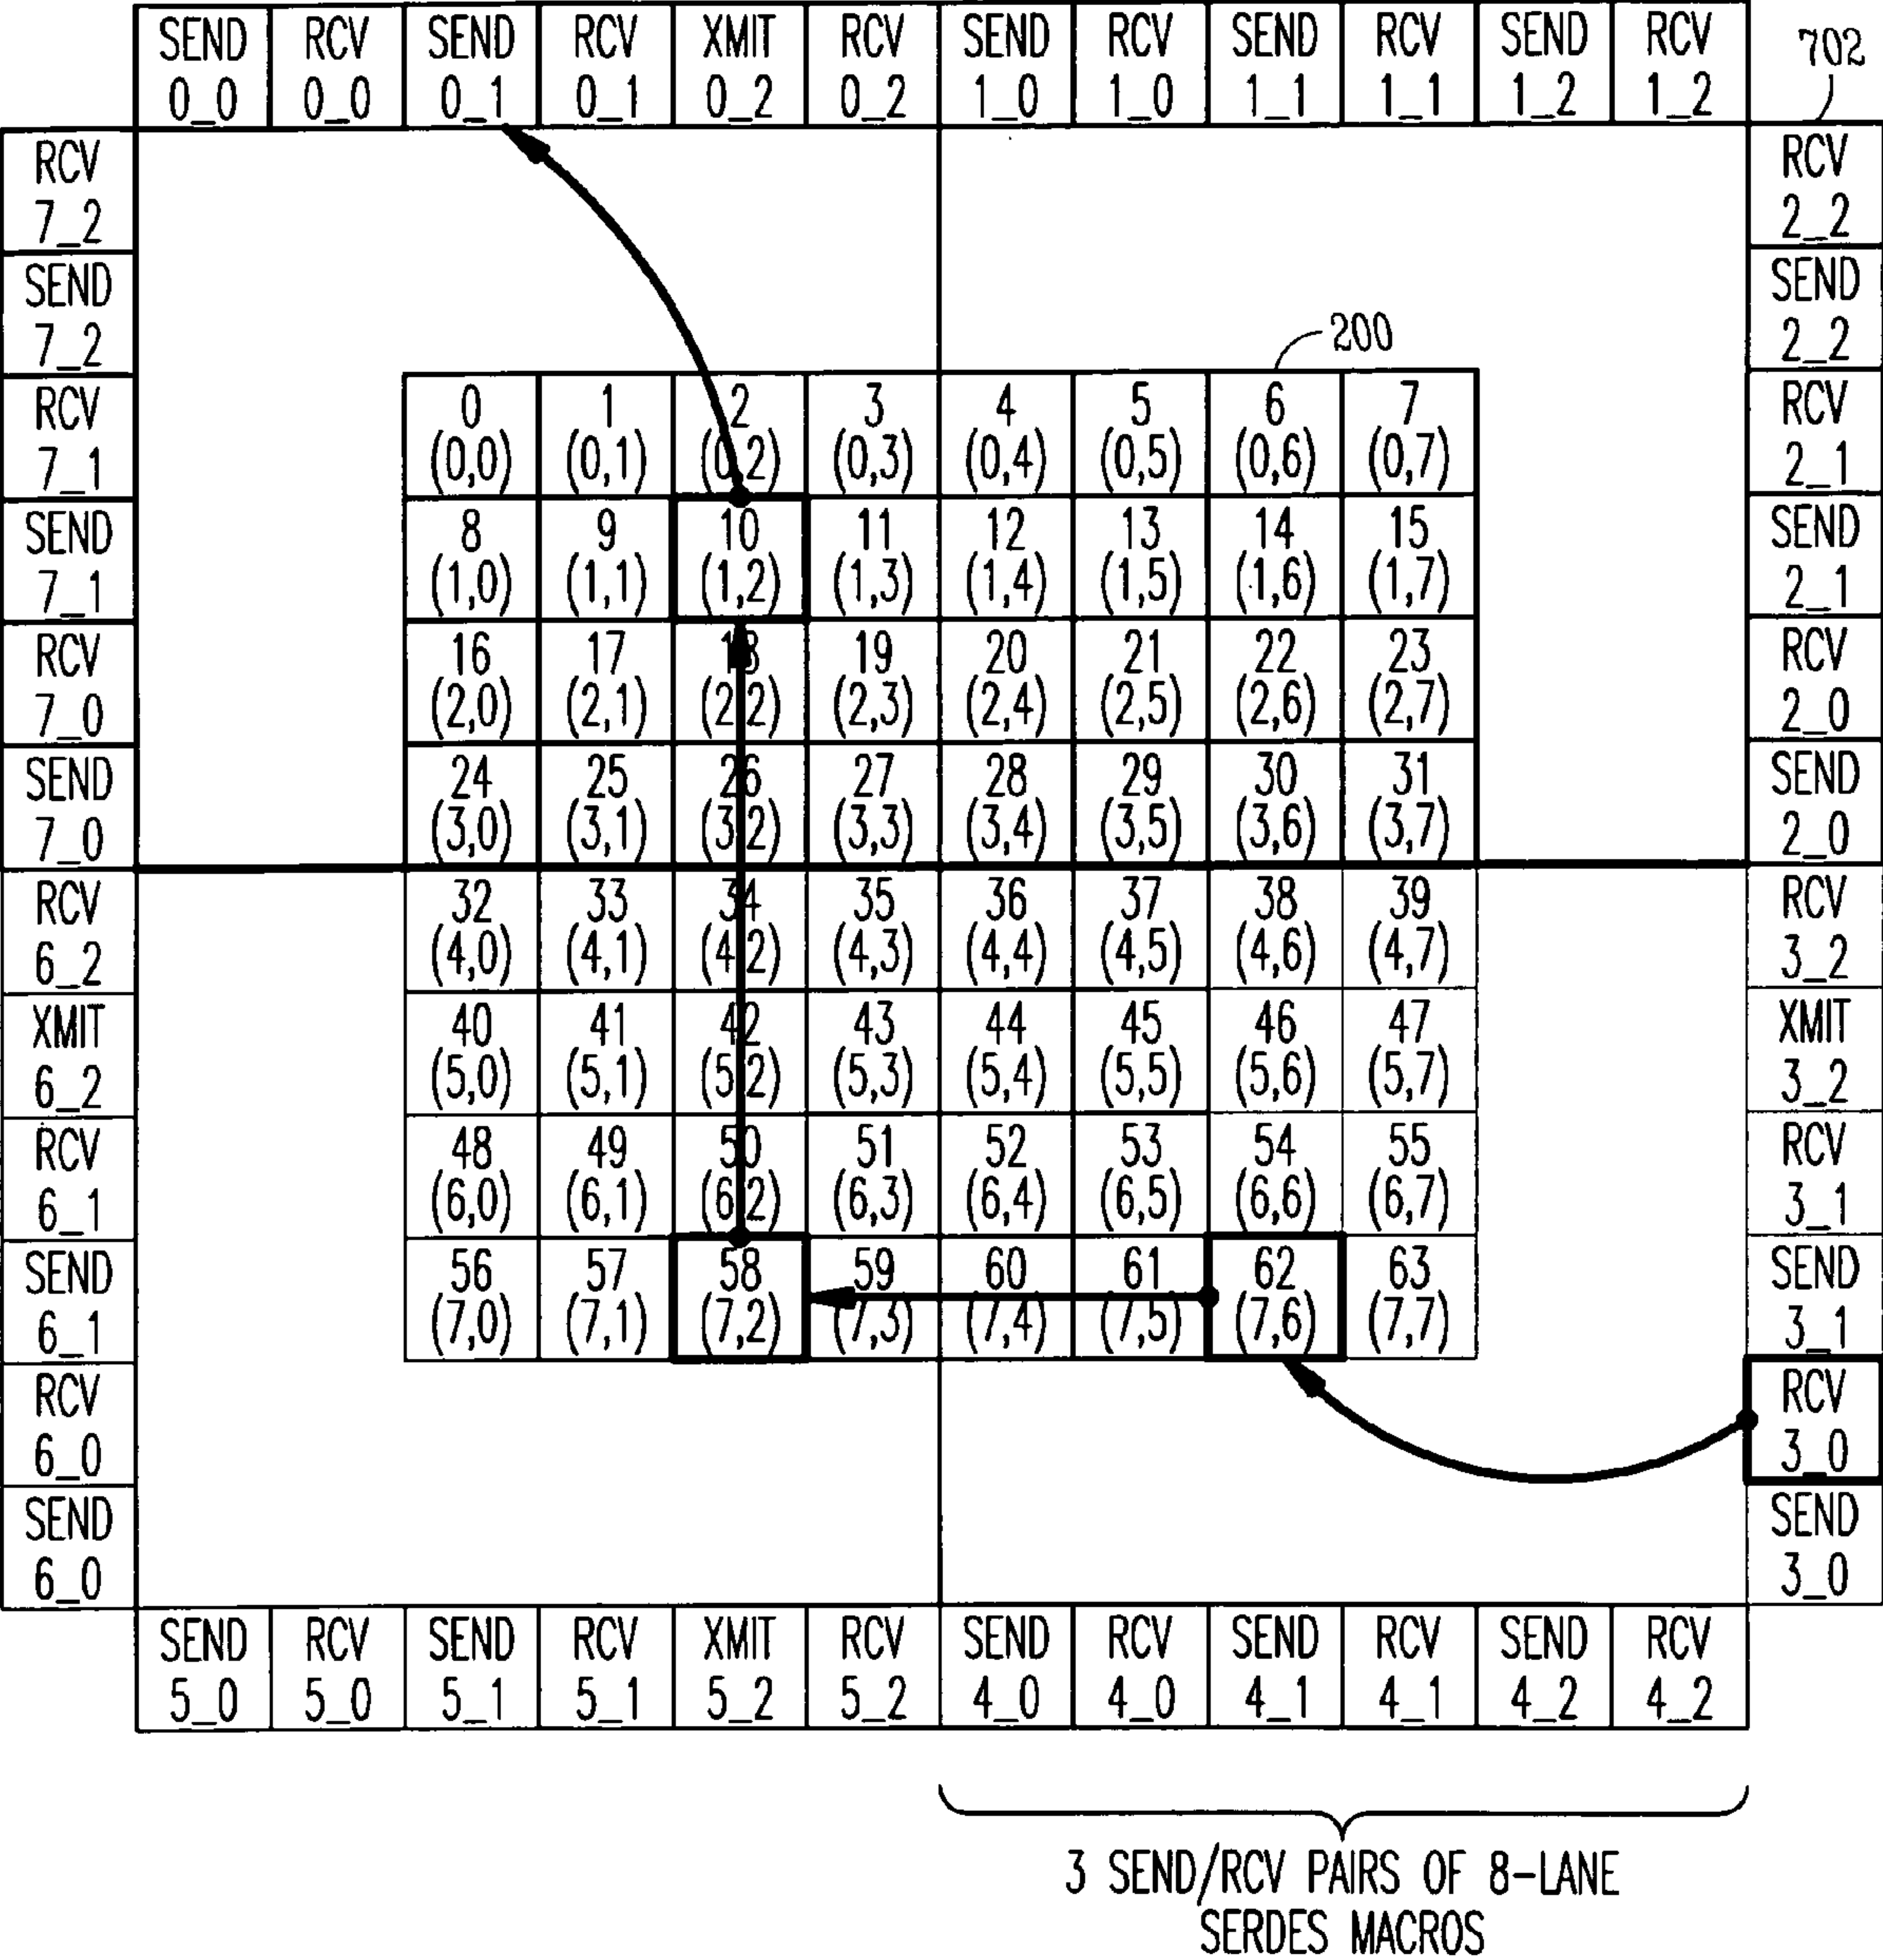 SEND RCV SEND RCV XMIT RCV SEND RCV SEND RCV SEND RCV
0_0 0_0 0_1 0_1 0_2 0_2 1_0 1_0 1_1 1_1 1_2 1_2
702
RCV RCV
7_2 2_2
SEND SEND
7_2 2_2
200
RCV 0 1 2 3 4 5 6 7 RCV
7_1 (0,0) (0,1) (0,2) (0,3) (0,4) (0,5) (0,6) (0,7) 2_1
SEND 8 9 10 11 12 13 14 15 SEND
7_1 (1,0) (1,1) (1,2) (1,3) (1,4) (1,5) (1,6) (1,7) 2_1
RCV 16 17 18 19 20 21 22 23 RCV
7_0 (2,0) (2,1) (2,2) (2,3) (2,4) (2,5) (2,6) (2,7) 2_0
SEND 24 25 26 27 28 29 30 31 SEND
7_0 (3,0) (3,1) (3,2) (3,3) (3,4) (3,5) (3,6) (3,7) 2_0
RCV 32 33 34 35 36 37 38 39 RCV
6_2 (4,0) (4,1) (4,2) (4,3) (4,4) (4,5) (4,6) (4,7) 3_2
XMIT 40 41 42 43 44 45 46 47 XMIT
6_2 (5,0) (5,1) (5,2) (5,3) (5,4) (5,5) (5,6) (5,7) 3_2
RCV 48 49 50 51 52 53 54 55 RCV
6_1 (6,0) (6,1) (6,2) (6,3) (6,4) (6,5) (6,6) (6,7) 3_1
SEND 56 57 58 59 60 61 62 63 SEND
6_1 (7,0) (7,1) (7,2) (7,3) (7,4) (7,5) (7,6) (7,7) 3_1
RCV RCV
6_0 3_0
SEND SEND
6_0 3_0
SEND RCV SEND RCV XMIT RCV SEND RCV SEND RCV SEND RCV
5_0 5_0 5_1 5_1 5_2 5_2 4_0 4_0 4_1 4_1 4_2 4_2
3 SEND/RCV PAIRS OF 8-LANE
SERDES MACROS